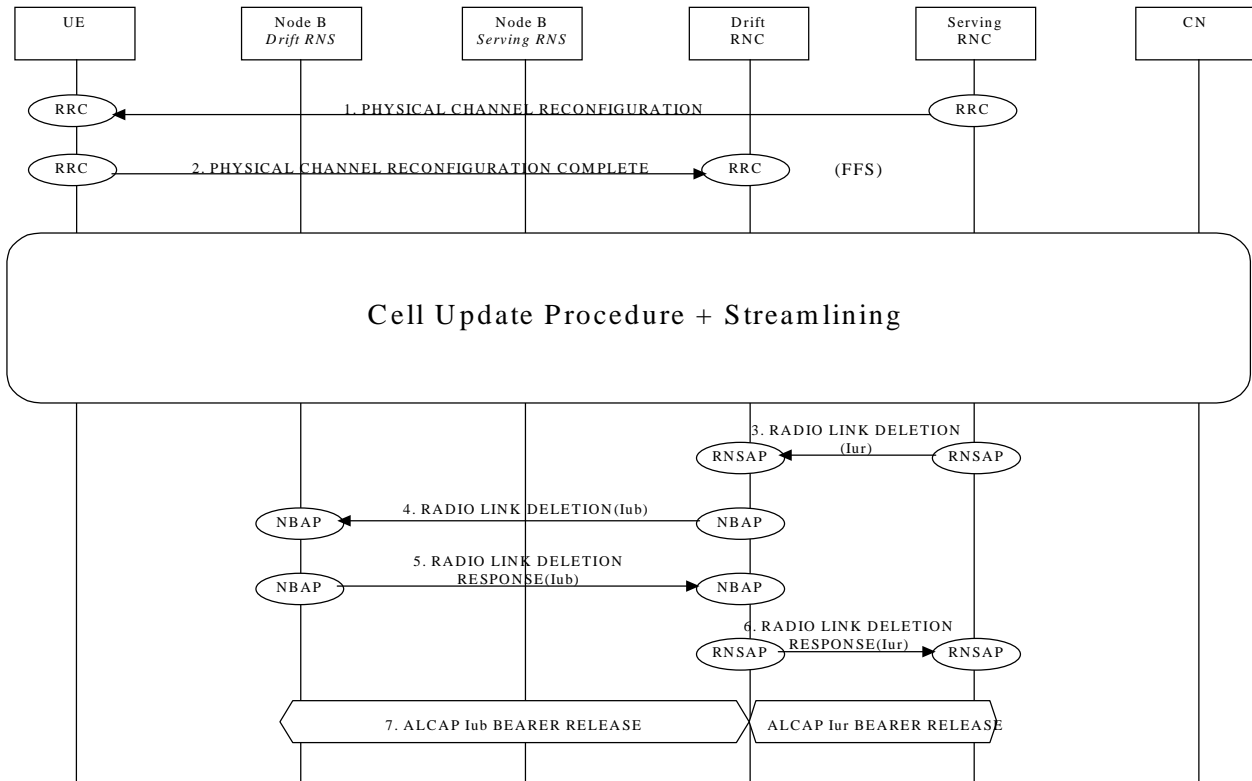 UE
Node B
Drift RNS
Node B
Serving RNS
Drift
RNC
Serving
RNC
CN
RRC
1. PHYSICAL CHANNEL RECONFIGURATION
RRC
RRC
2. PHYSICAL CHANNEL RECONFIGURATION COMPLETE
RRC
(FFS)
Cell Update Procedure + Streamlining
3. RADIO LINK DELETION
(Iur)
RNSAP
RNSAP
4. RADIO LINK DELETION(Iub)
NBAP
NBAP
5. RADIO LINK DELETION
RESPONSE(Iub)
NBAP
NBAP
6. RADIO LINK DELETION
RESPONSE(Iur)
RNSAP
RNSAP
7. ALCAP Iub BEARER RELEASE
ALCAP Iur BEARER RELEASE